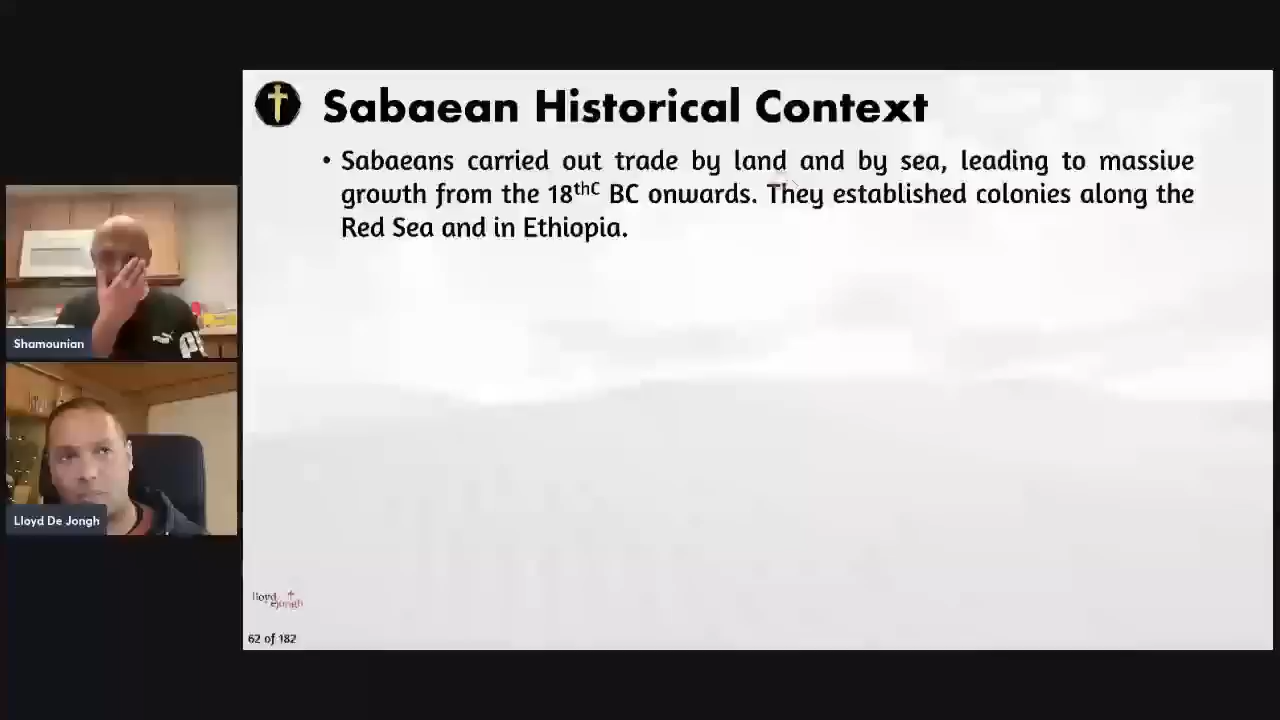 Sabaean Historical Context
• Sabaeans carried out trade by land and by sea, leading to massive
growth from the 18thC BC onwards. They established colonies along the
Red Sea and in Ethiopia.
Shamounian
Lloyd De Jongh
lloyd
dejongh
62 of 182